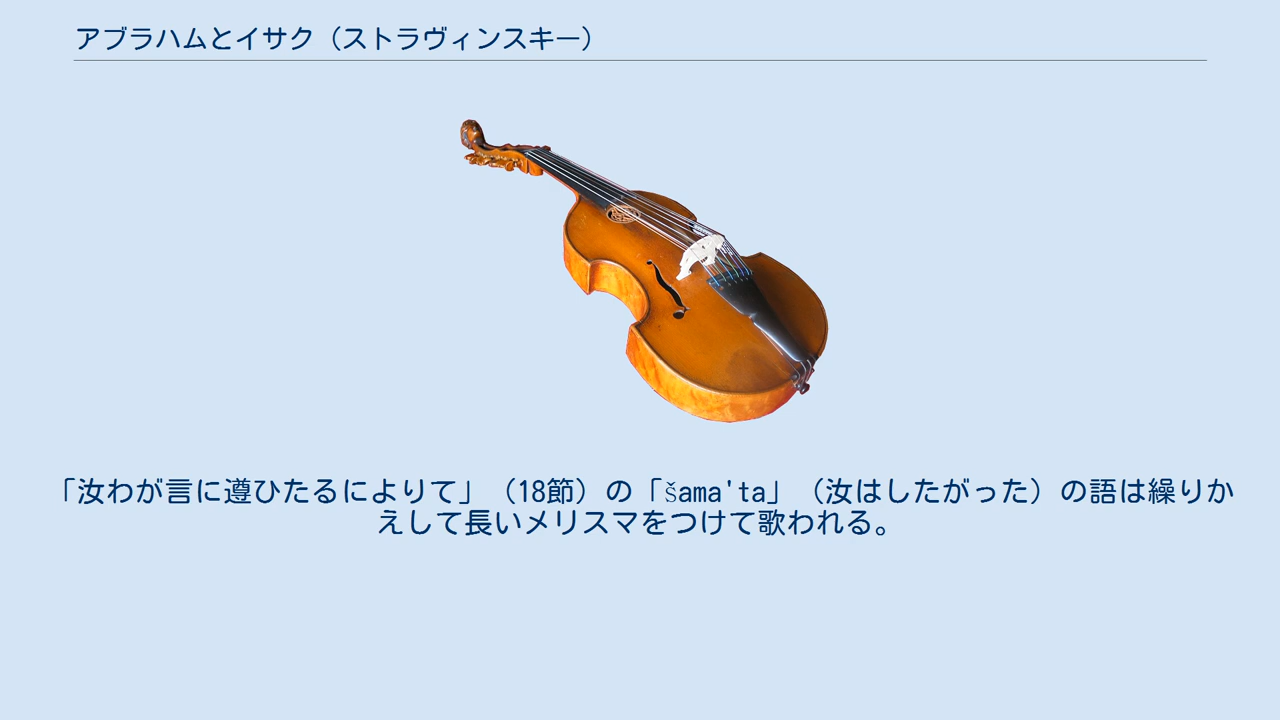 アブラハムとイサク（ストラヴィンスキー）
「汝わが言に遵ひたるによりて」（18節）の「šama'ta」（汝はしたがった）の語は繰りか
えして長いメリスマをつけて歌われる。